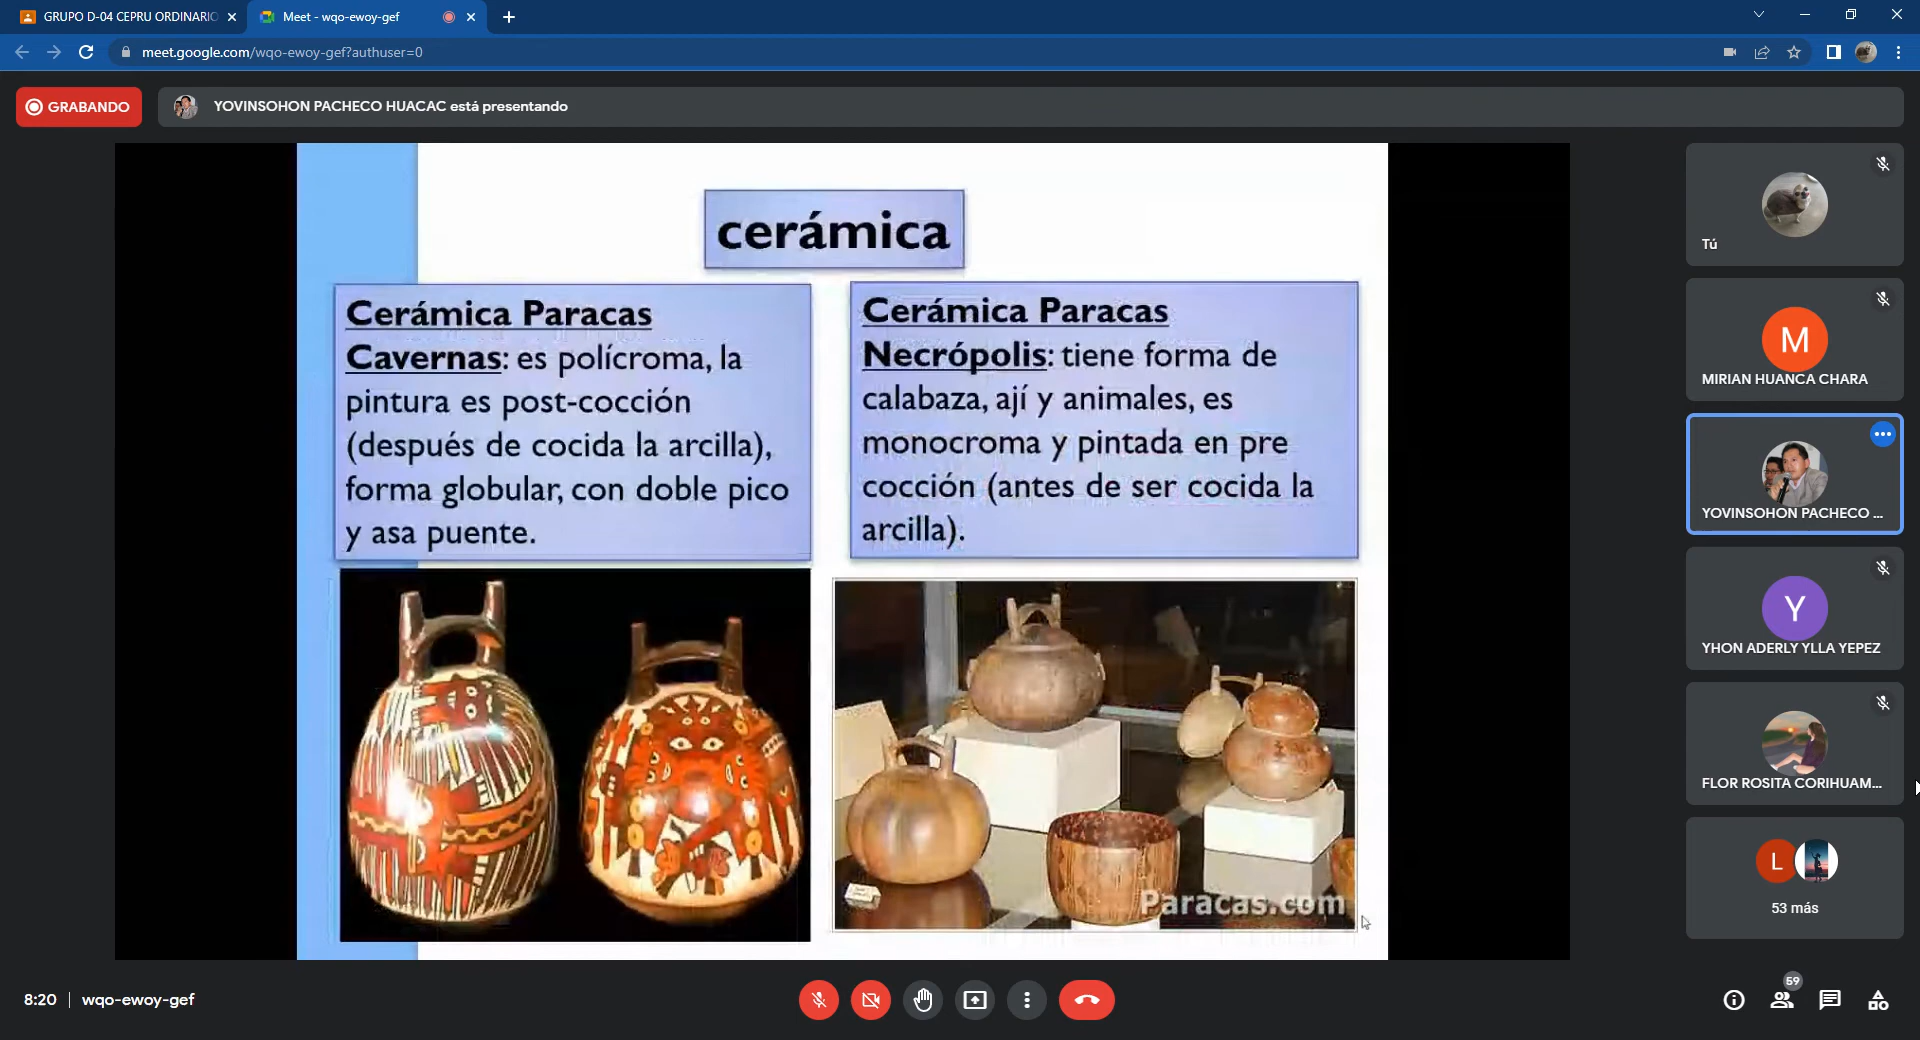 GRUPO D-04 CEPRU ORDINARIO
Meet - wqo-ewoy-gef
meet.google.com/wqo-ewoy-gef?authuser=0
GRABANDO
YOVINSOHON PACHECO HUACAC está presentando
cerámica
Cerámica Paracas
Cavernas: es polícroma, la
pintura es post-cocción
(después de cocida la arcilla),
forma globular, con doble pico
y asa puente.
Cerámica Paracas
Necrópolis: tiene forma de
calabaza, ají y animales, es
monocroma y pintada en pre
cocción (antes de ser cocida la
arcilla).
Paracas.com
Tú
M
MIRIAN HUANCA CHARA
YOVINSOHON PACHECO ...
Y
YHON ADERLY YLLA YEPEZ
FLOR ROSITA CORIHUAM...
L
53 más
8:20 | wqo-ewoy-gef
59